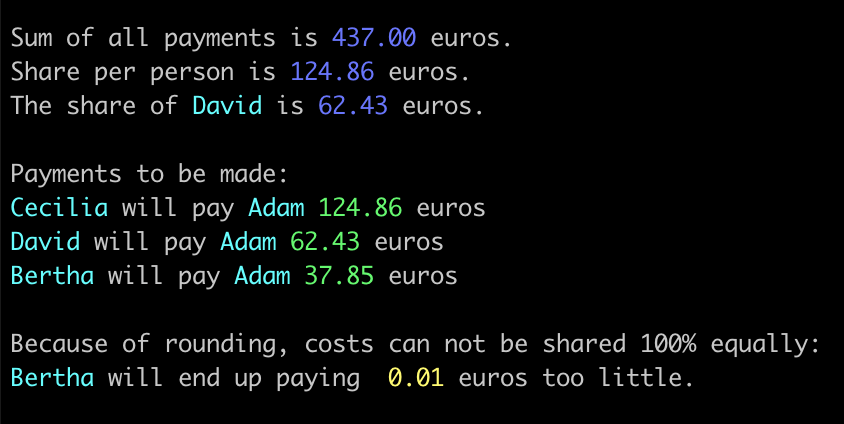 Sum of all payments is 437.00 euros.
Share per person is 124.86 euros.
The share of David is 62.43 euros.
Payments to be made:
Cecilia will pay Adam 124.86 euros
David will pay Adam 62.43 euros
Bertha will pay Adam 37.85 euros
Because of rounding, costs can not be shared 100% equally:
Bertha will end up paying  0.01 euros too little.